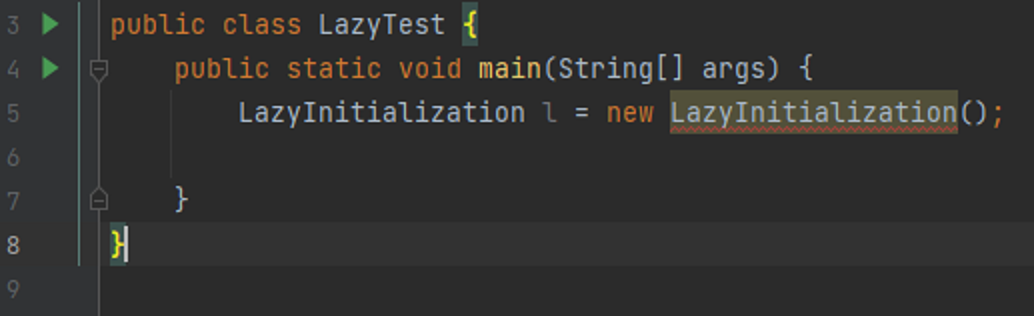 3 public class LazyTest {
4 public static void main(String[] args) {
5 LazyInitialization l = new LazyInitialization();
6
7 }
8 }
9